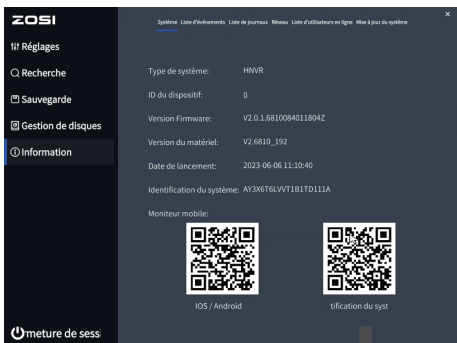 ZOSI
Système Liste d'événements Liste de journaux Réseau Liste d'utilisateurs en ligne Mise à jour du système
×
Réglages
Recherche
Sauvegarde
Gestion de disques
Information
Type de système: HNVR
ID du dispositif: 0
Version Firmware: V2.0.1.6810084011804Z
Version du matériel: V2.6810_192
Date de lancement: 2023-06-06 11:10:40
Identification du système: AY3X6T6LVVT1B1TD111A
Moniteur mobile:
IOS / Android tification du syst
rmeture de sessi